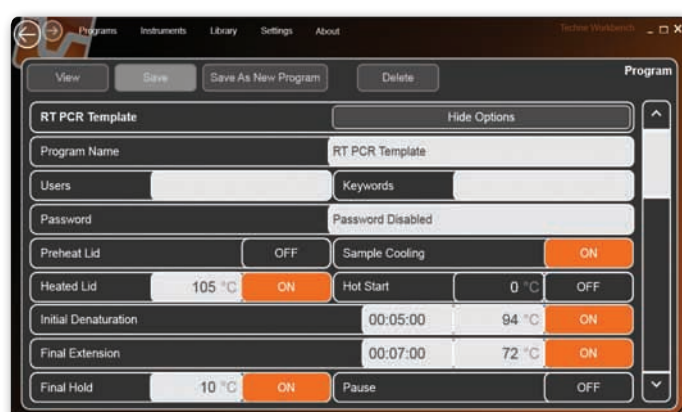 Programs Instruments Library Settings About Techne Workbench
View Save Save As New Program Delete Program
RT PCR Template Hide Options
Program Name RT PCR Template
Users Keywords
Password Password Disabled
Preheat Lid OFF Sample Cooling ON
Heated Lid 105 °C ON Hot Start 0 °C OFF
Initial Denaturation 00:05:00 94 °C ON
Final Extension 00:07:00 72 °C ON
Final Hold 10 °C ON Pause OFF